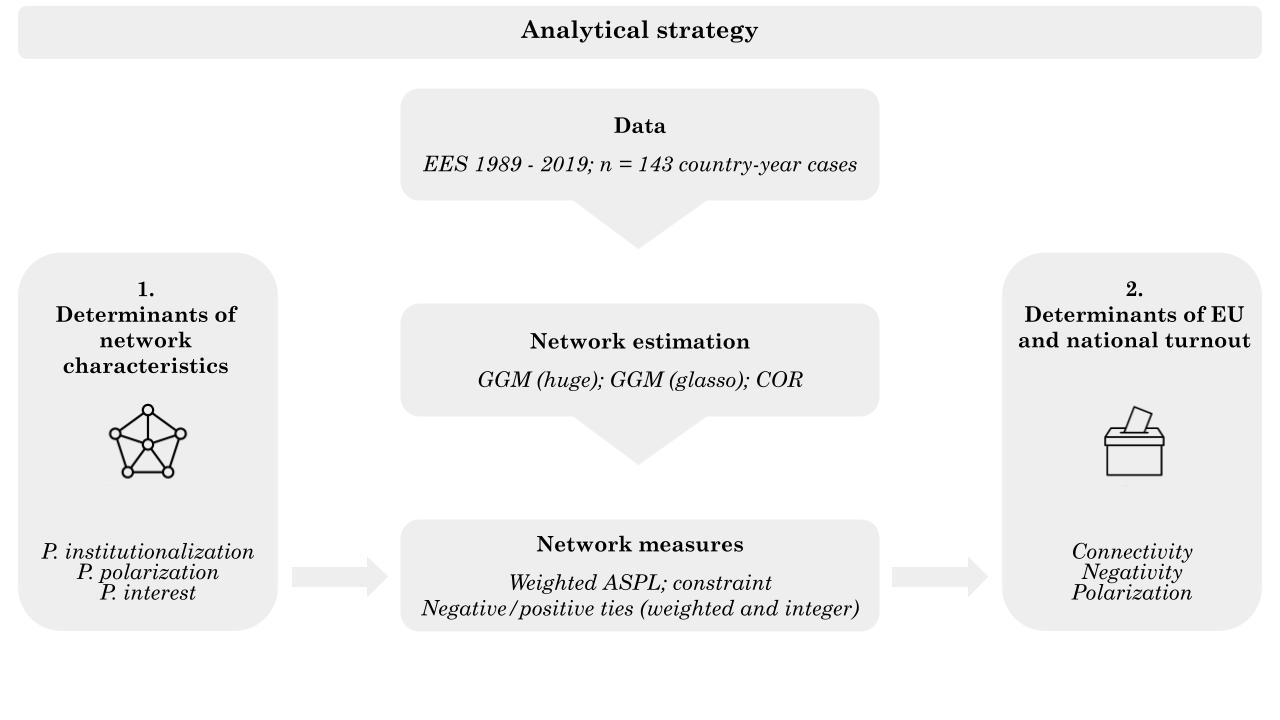 Analytical strategy
Data
EES 1989 - 2019; n = 143 country-year cases
1.
Determinants of
network
characteristics
P. institutionalization
P. polarization
P. interest
Network estimation
GGM (huge); GGM (glasso); COR
Network measures
Weighted ASPL; constraint
Negative/positive ties (weighted and integer)
2.
Determinants of EU
and national turnout
Connectivity
Negativity
Polarization